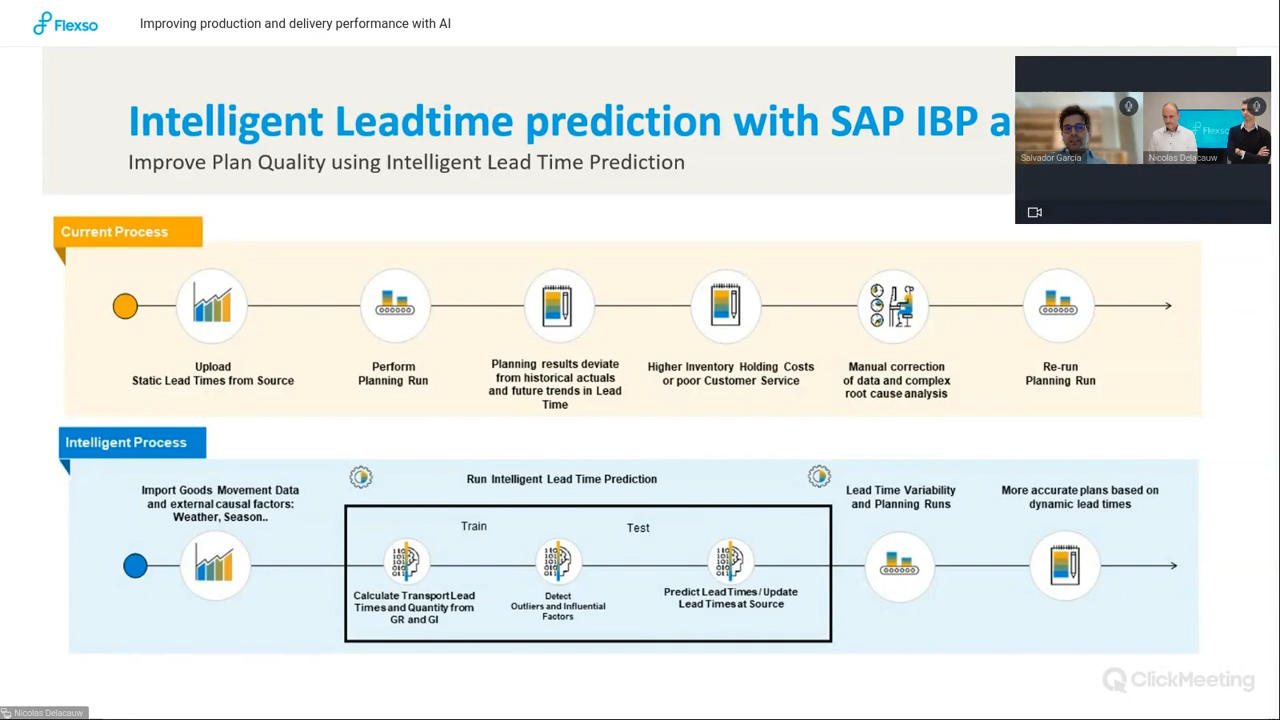 Flexso
Improving production and delivery performance with AI
Intelligent Leadtime prediction with SAP IBP a
Improve Plan Quality using Intelligent Lead Time Prediction
Salvador García
Nicolas Delacauw
Flexso
Current Process
Upload
Static Lead Times from Source
Perform
Planning Run
Planning results deviate
from historical actuals
and future trends in Lead
Time
Higher Inventory Holding Costs
or poor Customer Service
Manual correction
of data and complex
root cause analysis
Re-run
Planning Run
Intelligent Process
Import Goods Movement Data
and external causal factors:
Weather, Season..
Run Intelligent Lead Time Prediction
Train
Test
Calculate Transport Lead
Times and Quantity from
GR and GI
Detect
Outliers and Influential
Factors
Predict Lead Times / Update
Lead Times at Source
Lead Time Variability
and Planning Runs
More accurate plans based on
dynamic lead times
ClickMeeting
Nicolas Delacauw